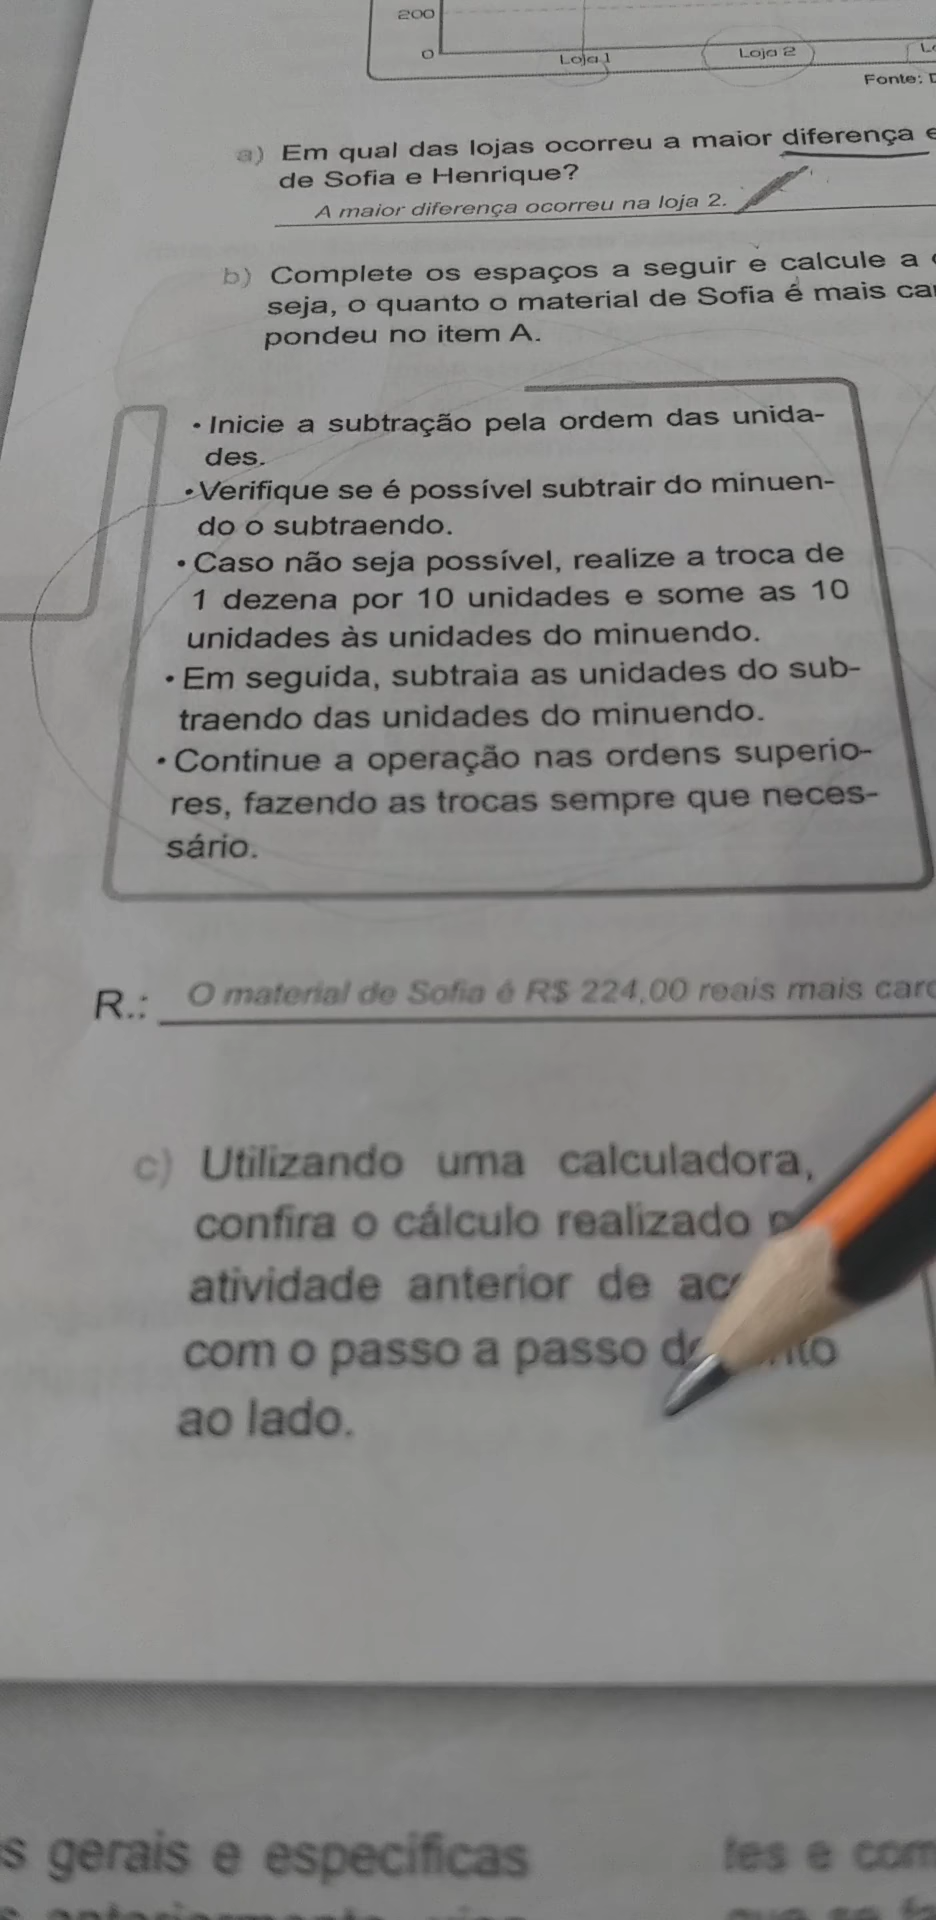 200
0
Loja 1 Loja 2
Fonte:
a) Em qual das lojas ocorreu a maior diferença
de Sofia e Henrique?
A maior diferença ocorreu na loja 2.
b) Complete os espaços a seguir e calcule a
seja, o quanto o material de Sofia é mais
pondeu no item A.
• Inicie a subtração pela ordem das unida-
des.
• Verifique se é possível subtrair do minuen-
do o subtraendo.
• Caso não seja possível, realize a troca de
1 dezena por 10 unidades e some as 10
unidades às unidades do minuendo.
• Em seguida, subtraia as unidades do sub-
traendo das unidades do minuendo.
• Continue a operação nas ordens superio-
res, fazendo as trocas sempre que neces-
sário.
R.: O material de Sofia é R$ 224,00 reais mais
c) Utilizando uma calculadora,
confira o cálculo realizado
atividade anterior de
com o passo a passo
ao lado.
gerais e especificas
tes e